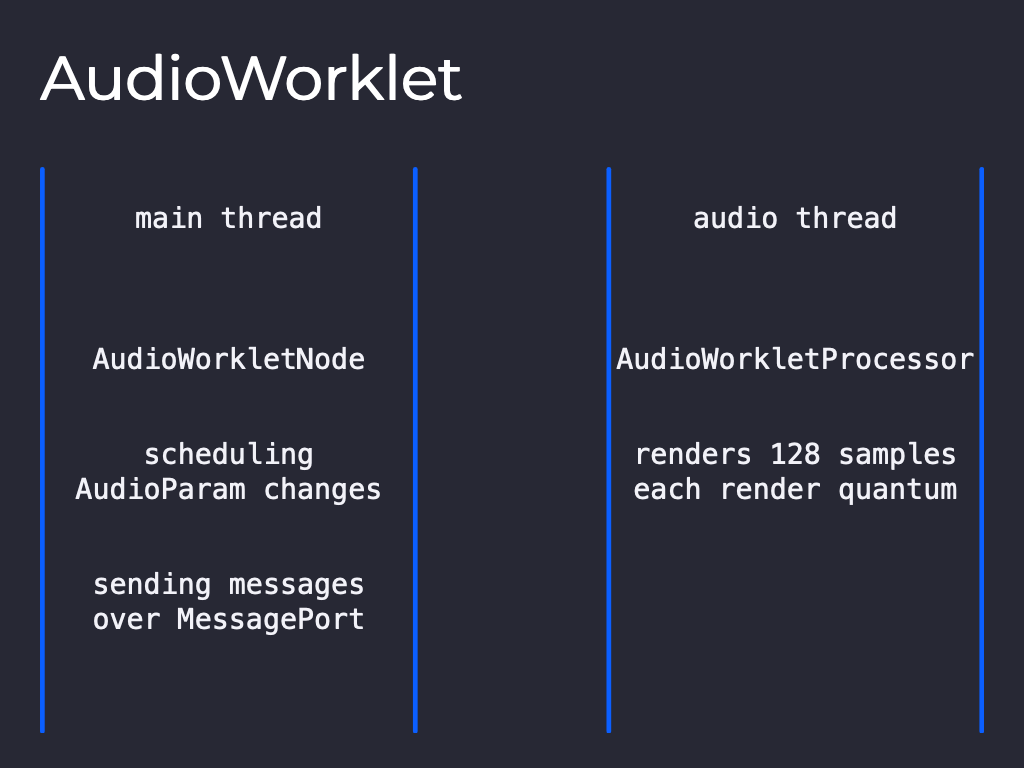 AudioWorklet
main thread
AudioWorkletNode
scheduling
AudioParam changes
sending messages
over MessagePort
audio thread
AudioWorkletProcessor
renders 128 samples
each render quantum